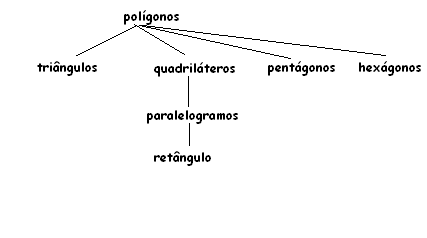 polígonos
triângulos quadriláteros pentágonos hexágonos
paralelogramos
retângulo